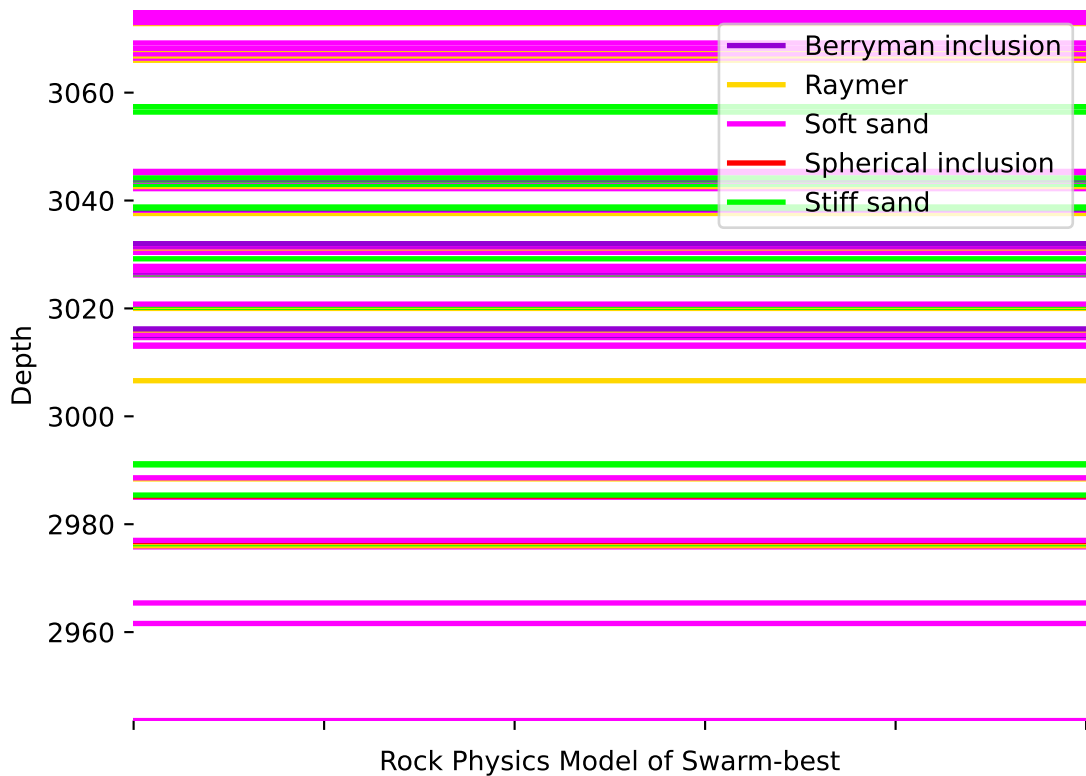 3060
3040
3020
3000
2980
2960
Depth
Berryman inclusion
Raymer
Soft sand
Spherical inclusion
Stiff sand
Rock Physics Model of Swarm-best